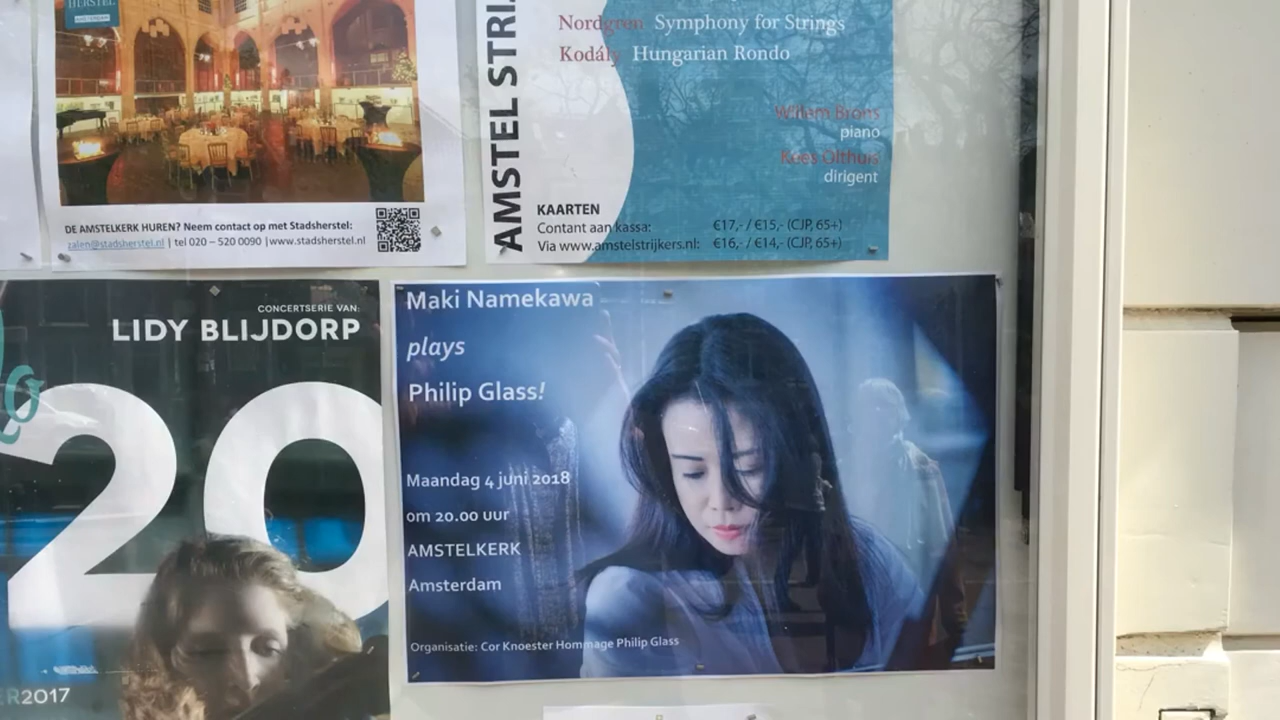 HERSTEL
DE AMSTELKERK HUREN? Neem contact op met Stadsherstel:
zalen@stadsherstel.nl | tel 020 – 520 0090 |www.stadsherstel.nl
AMSTEL STRI
Nordgren Symphony for Strings
Kodály Hungarian Rondo
Willem Brons
piano
Kees Olthuis
dirigent
KAARTEN
Contant aan kassa: €17,- / €15,- (CJP, 65+)
Via www.amstelstrijkers.nl: €16,- / €14,- (CJP, 65+)
CONCERTSERIE VAN:
LIDY BLIJDORP
20
ER2017
Maki Namekawa
plays
Philip Glass!
Maandag 4 juni 2018
om 20.00 uur
AMSTELKERK
Amsterdam
Organisatie: Cor Knoester Hommage Philip Glass